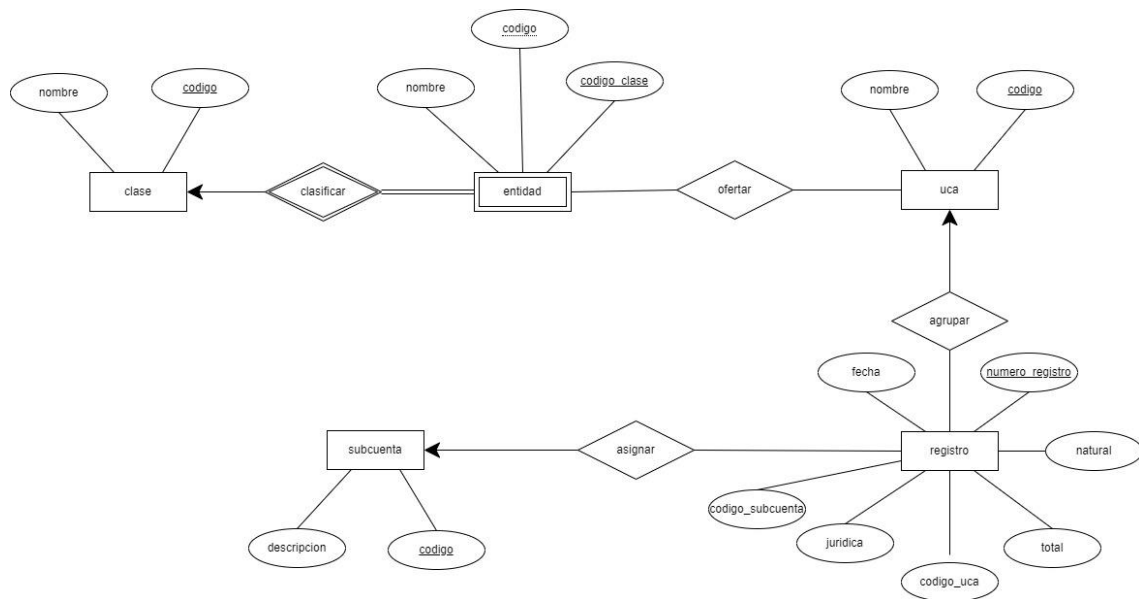 codigo
nombre
codigo
nombre
codigo_clase
nombre
codigo
clase
clasificar
entidad
ofertar
uca
agrupar
fecha
numero_registro
subcuenta
asignar
registro
natural
codigo_subcuenta
descripcion
codigo
juridica
total
codigo_uca